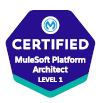 CERTIFIED
MuleSoft Platform
Architect
LEVEL 1